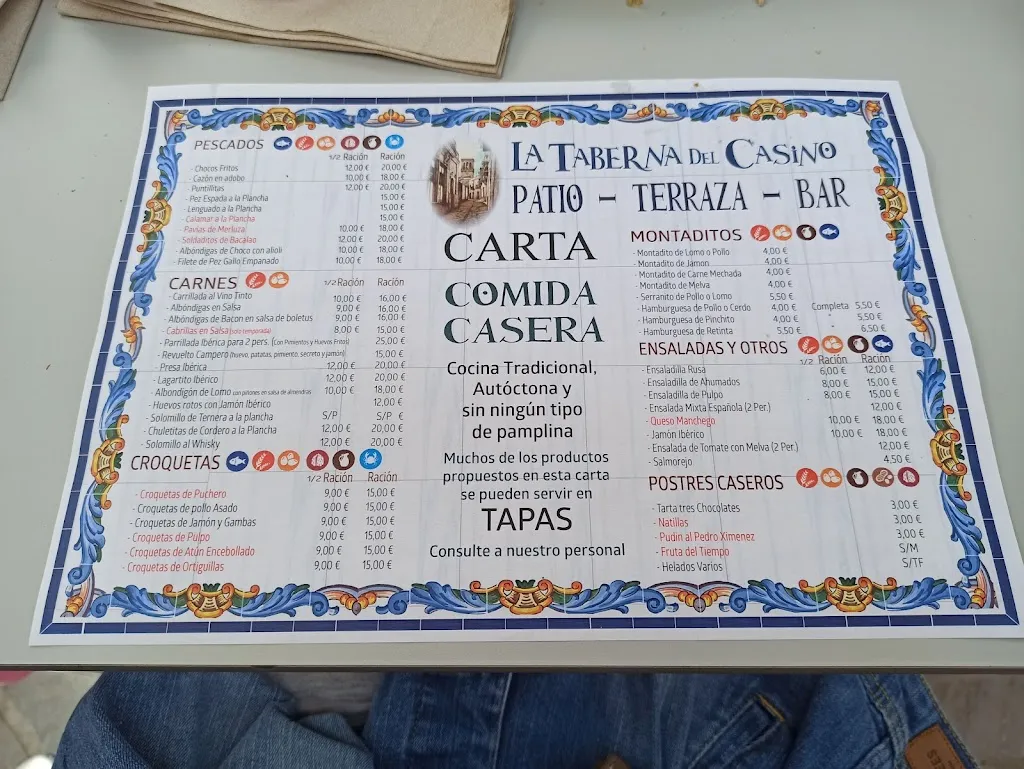 PESCADOS
1/2 Ración Ración
- Chocos Fritos 12,00 € 20,00 €
- Cazón en adobo 10,00 € 18,00 €
- Puntillitas 12,00 € 20,00 €
- Pez Espada a la Plancha 15,00 €
- Lenguado a la Plancha 15,00 €
- Calamar a la Plancha 15,00 €
- Pavías de Merluza 10,00 € 18,00 €
- Soldaditos de Bacalao 12,00 € 20,00 €
- Albóndigas de Choco con alioli 10,00 € 18,00 €
- Filete de Pez Gallo Empanado 10,00 € 18,00 €
CARNES 1/2 Ración Ración
- Carrillada al Vino Tinto 10,00 € 16,00 €
- Albóndigas en Salsa 9,00 € 16,00 €
- Albóndigas de Bacon en salsa de boletus 9,00 € 16,00 €
- Cabrillas en Salsa (solo temporada) 8,00 € 15,00 €
- Parrillada Ibérica para 2 pers. (Con Pimientos y Huevos Fritos) 25,00 €
- Revuelto Campero (huevo, patatas, pimiento, secreto y jamón) 15,00 €
- Presa Ibérica 12,00 € 20,00 €
- Lagartito Ibérico 12,00 € 20,00 €
- Albondigón de Lomo con piñones en salsa de almendras 10,00 € 18,00 €
- Huevos rotos con Jamón Ibérico 12,00 €
- Solomillo de Ternera a la plancha S/P S/P €
- Chuletitas de Cordero a la Plancha 12,00 € 20,00 €
- Solomillo al Whisky 12,00 € 20,00 €
CROQUETAS
1/2 Ración Ración
- Croquetas de Puchero 9,00 € 15,00 €
- Croquetas de pollo Asado 9,00 € 15,00 €
- Croquetas de Jamón y Gambas 9,00 € 15,00 €
- Croquetas de Pulpo 9,00 € 15,00 €
- Croquetas de Atún Encebollado 9,00 € 15,00 €
- Croquetas de Ortiguillas 9,00 € 15,00 €
LA TABERNA DEL CASINO
PATIO - TERRAZA - BAR
CARTA
COMIDA
CASERA
Cocina Tradicional,
Autóctona y
sin ningún tipo
de pamplina
Muchos de los productos
propuestos en esta carta
se pueden servir en
TAPAS
Consulte a nuestro personal
MONTADITOS
- Montadito de Lomo o Pollo 4,00 €
- Montadito de Jamón 4,00 €
- Montadito de Carne Mechada 4,00 €
- Montadito de Melva 4,00 €
- Serranito de Pollo o Lomo 5,50 €
- Hamburguesa de Pollo o Cerdo 4,00 € Completa 5,50 €
- Hamburguesa de Pinchito 4,00 € 5,50 €
- Hamburguesa de Retinta 5,50 € 6,50 €
ENSALADAS Y OTROS
1/2 Ración Ración
- Ensaladilla Rusa 6,00 € 12,00 €
- Ensaladilla de Ahumados 8,00 € 15,00 €
- Ensaladilla de Pulpo 8,00 € 15,00 €
- Ensalada Mixta Española (2 Per.) 12,00 €
- Queso Manchego 10,00 € 18,00 €
- Jamón Ibérico 10,00 € 18,00 €
- Ensalada de Tomate con Melva (2 Per.) 12,00 €
- Salmorejo 4,50 €
POSTRES CASEROS
- Tarta tres Chocolates 3,00 €
- Natillas 3,00 €
- Pudin al Pedro Ximenez 3,00 €
- Fruta del Tiempo S/M
- Helados Varios S/TF